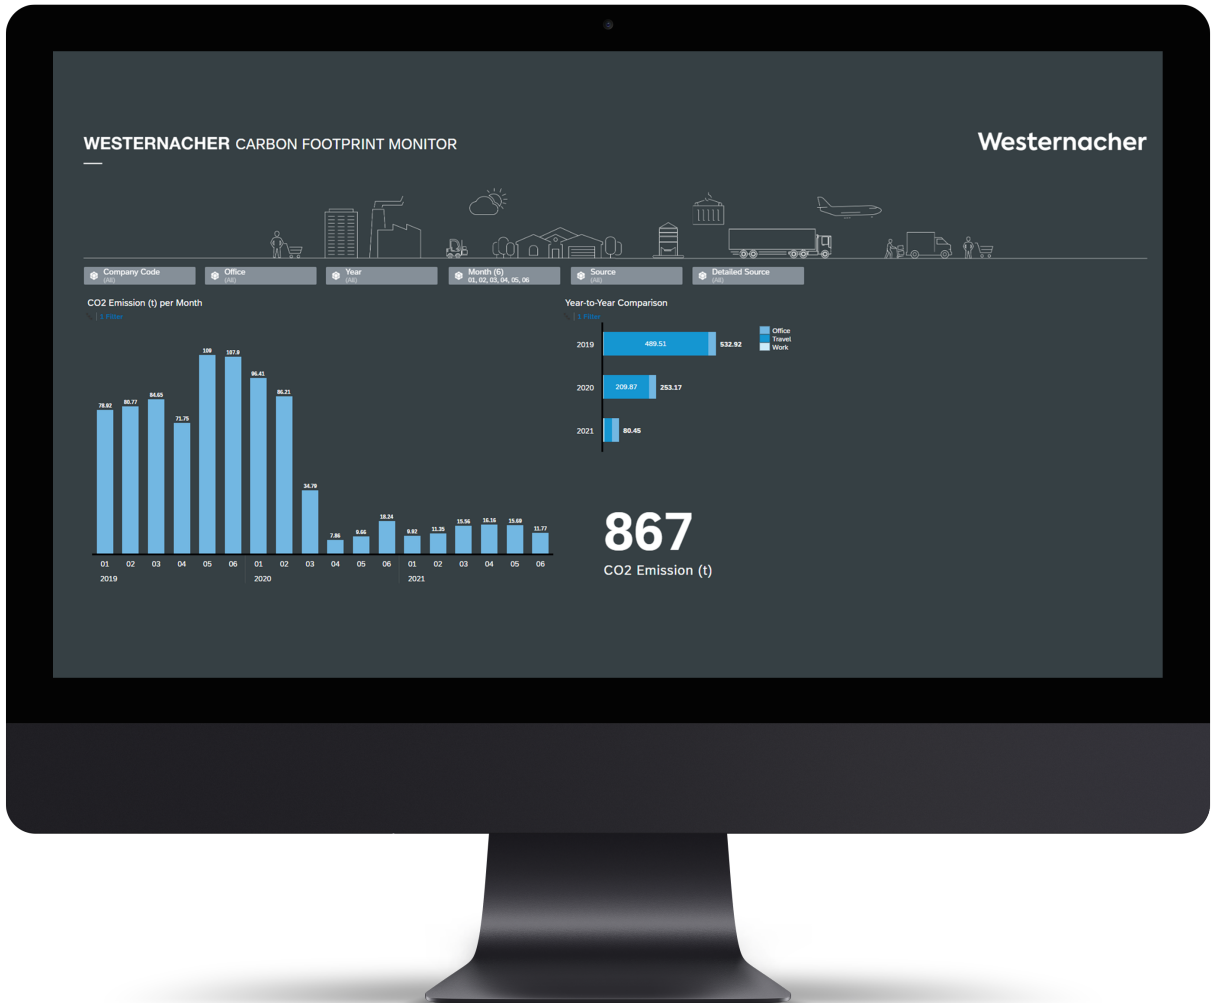 WESTERNACHER CARBON FOOTPRINT MONITOR
Westernacher
Company Code
(All)
Office
(All)
Year
(All)
Month (6)
01, 02, 03, 04, 05, 06
Source
(All)
Detailed Source
(All)
CO2 Emission (t) per Month
| 1 Filter
78.92 80.77 84.65 71.75 109 107.9 96.41 86.21 34.79 7.86 9.66 18.24 9.82 11.35 15.56 16.16 15.69 11.77
01 02 03 04 05 06 01 02 03 04 05 06 01 02 03 04 05 06
2019 2020 2021
Year-to-Year Comparison
| 1 Filter
2019 489.51 532.92
2020 209.87 253.17
2021 80.45
Office
Travel
Work
867
CO2 Emission (t)